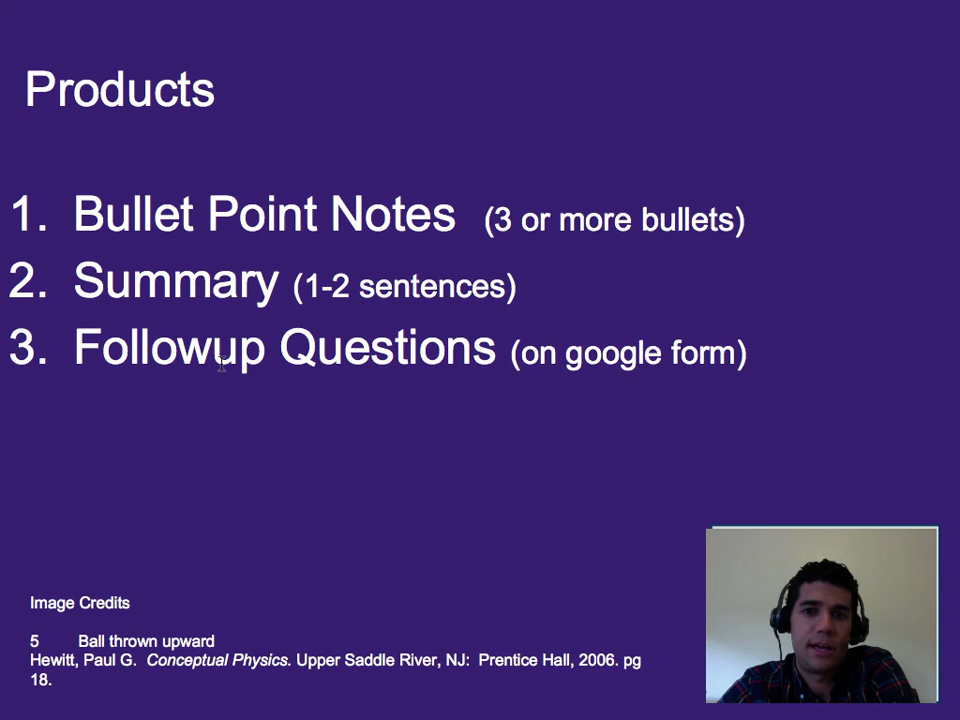 Products
1. Bullet Point Notes (3 or more bullets)
2. Summary (1-2 sentences)
3. Followup Questions (on google form)
Image Credits
5 Ball thrown upward
Hewitt, Paul G. Conceptual Physics. Upper Saddle River, NJ: Prentice Hall, 2006. pg
18.